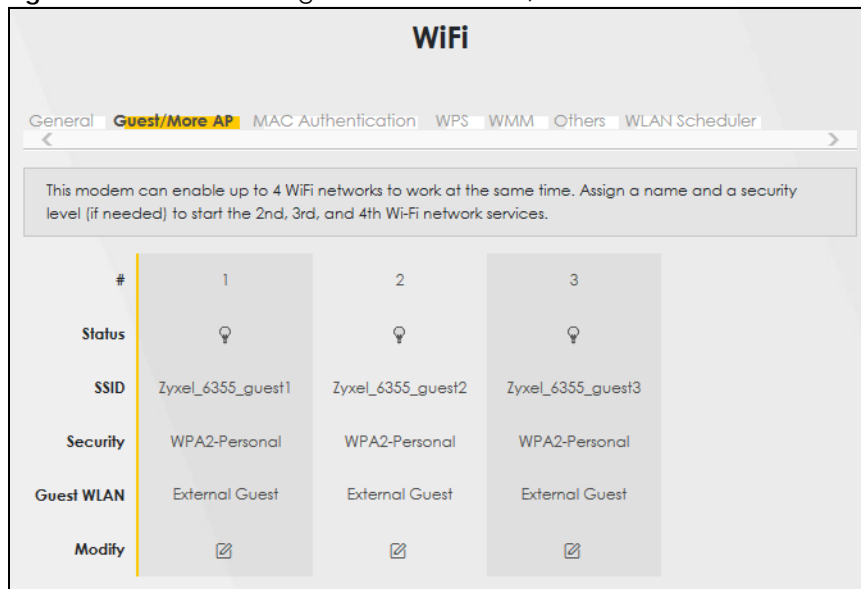 WiFi
General Guest/More AP MAC Authentication WPS WMM Others WLAN Scheduler
This modem can enable up to 4 WiFi networks to work at the same time. Assign a name and a security
level (if needed) to start the 2nd, 3rd, and 4th Wi-Fi network services.
# 1 2 3
Status
SSID Zyxel_6355_guest1 Zyxel_6355_guest2 Zyxel_6355_guest3
Security WPA2-Personal WPA2-Personal WPA2-Personal
Guest WLAN External Guest External Guest External Guest
Modify